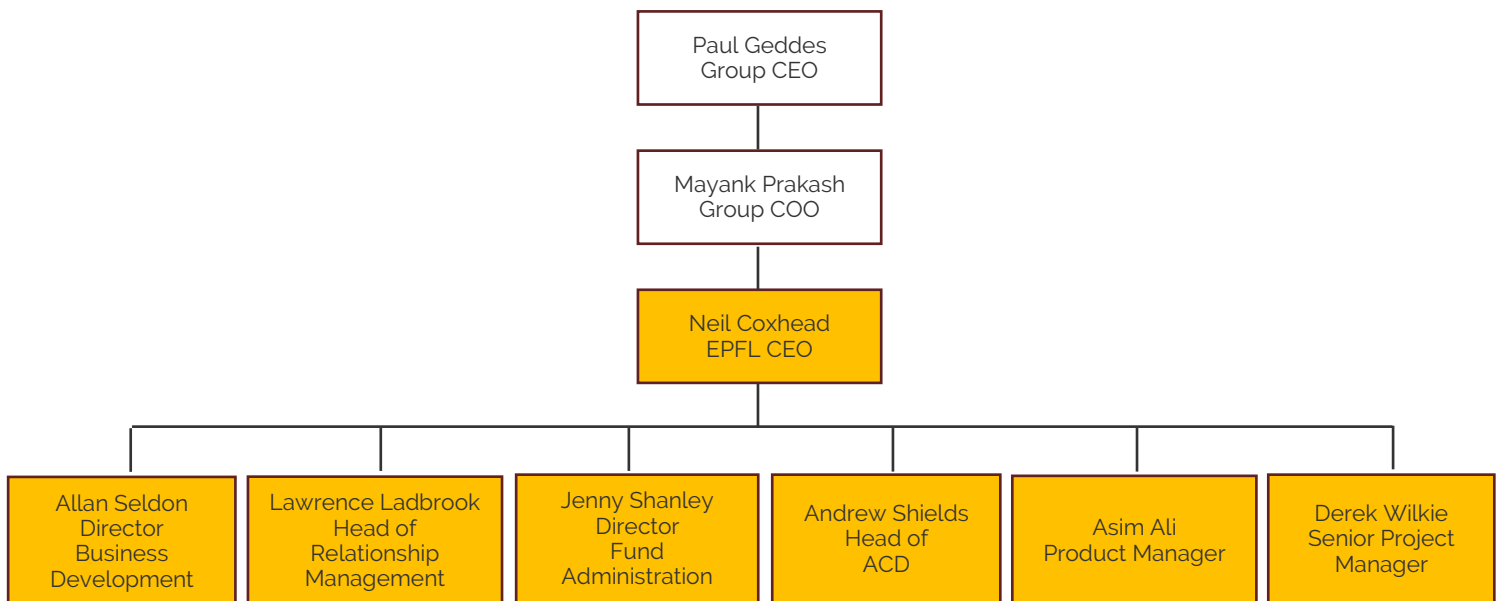 Paul Geddes
Group CEO
Mayank Prakash
Group COO
Neil Coxhead
EPFL CEO
Allan Seldon
Director
Business
Development
Lawrence Ladbrook
Head of
Relationship
Management
Jenny Shanley
Director
Fund
Administration
Andrew Shields
Head of
ACD
Asim Ali
Product Manager
Derek Wilkie
Senior Project
Manager